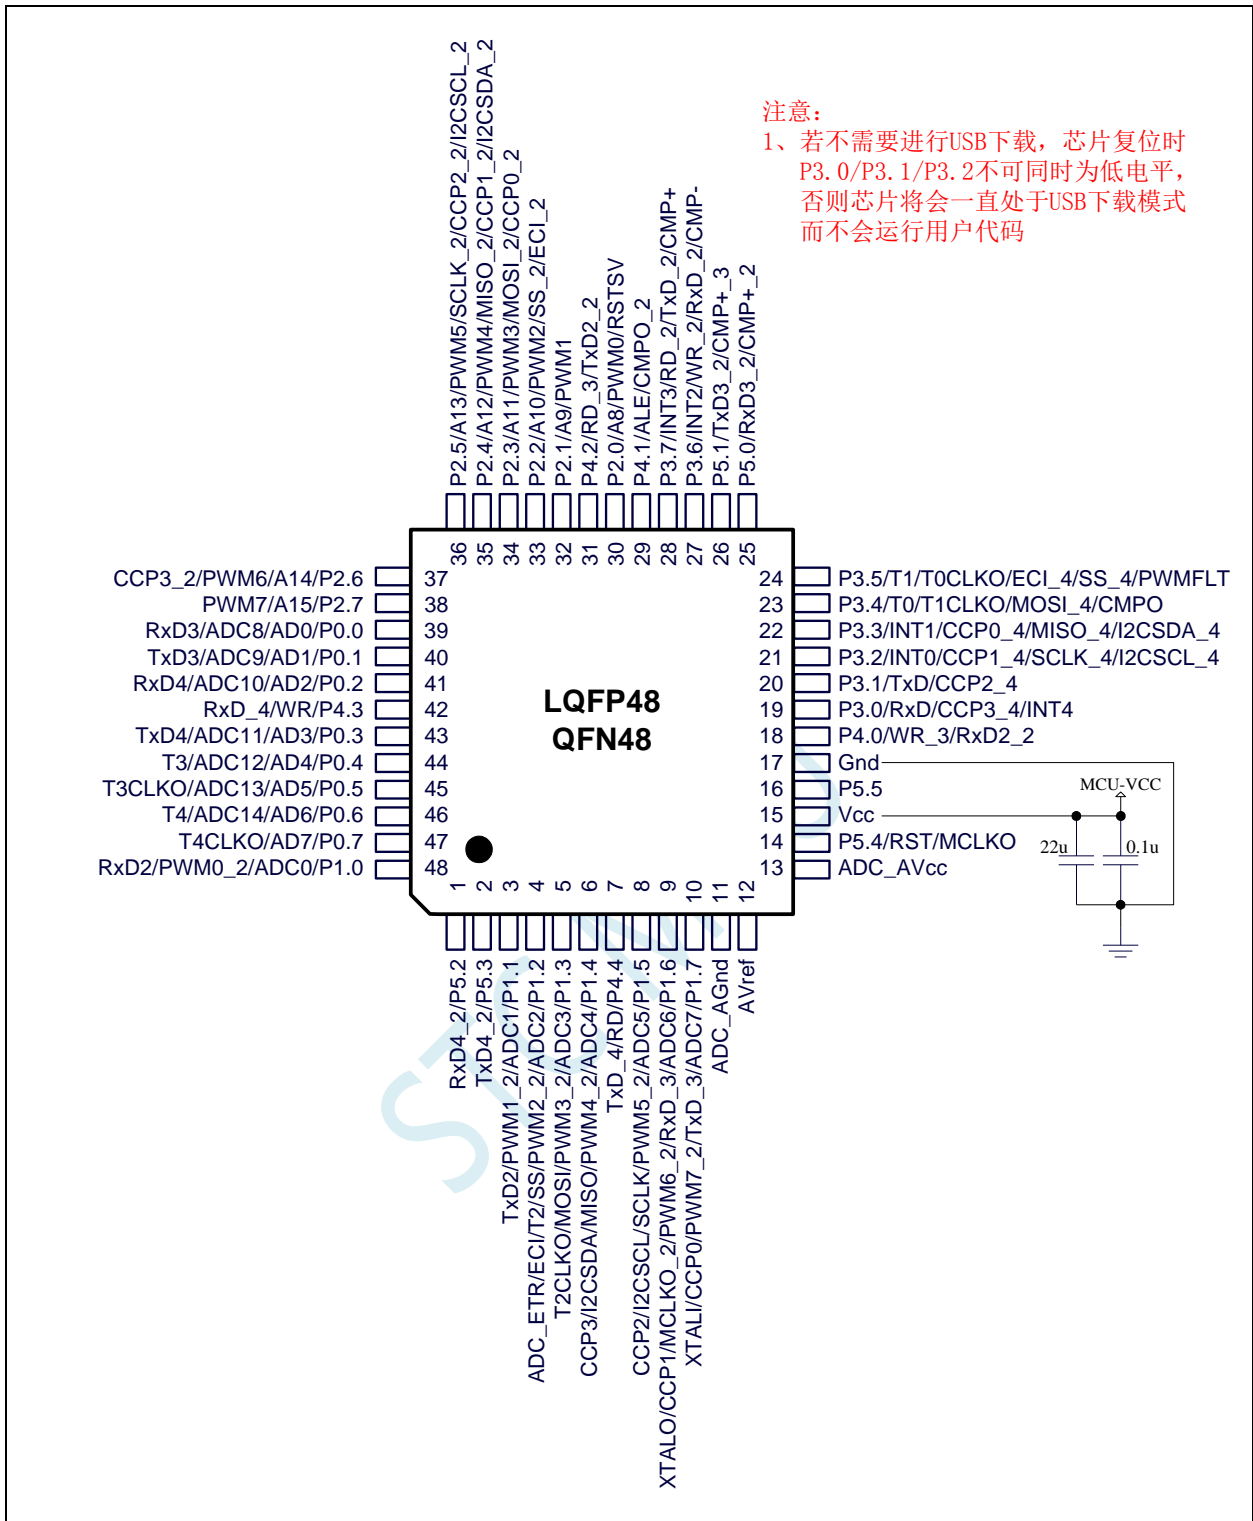 注意：
1、若不需要进行USB下载，芯片复位时
P3.0/P3.1/P3.2不可同时为低电平，
否则芯片将会一直处于USB下载模式
而不会运行用户代码
P2.5/A13/PWM5/SCLK_2/CCP2_2/I2CSCL_2
P2.4/A12/PWM4/MISO_2/CCP1_2/I2CSDA_2
P2.3/A11/PWM3/MOSI_2/CCP0_2
P2.2/A10/PWM2/SS_2/ECI_2
P2.1/A9/PWM1
P4.2/RD_3/TxD2_2
P2.0/A8/PWM0/RSTSV
P4.1/ALE/CMPO_2
P3.7/INT3/RD_2/TxD_2/CMP+
P3.6/INT2/WR_2/RxD_2/CMP-
P5.1/TxD3_2/CMP+_3
P5.0/RxD3_2/CMP+_2
36 35 34 33 32 31 30 29 28 27 26 25
CCP3_2/PWM6/A14/P2.6 37
PWM7/A15/P2.7 38
RxD3/ADC8/AD0/P0.0 39
TxD3/ADC9/AD1/P0.1 40
RxD4/ADC10/AD2/P0.2 41
RxD_4/WR/P4.3 42
TxD4/ADC11/AD3/P0.3 43
T3/ADC12/AD4/P0.4 44
T3CLKO/ADC13/AD5/P0.5 45
T4/ADC14/AD6/P0.6 46
T4CLKO/AD7/P0.7 47
RxD2/PWM0_2/ADC0/P1.0 48
LQFP48
QFN48
24 P3.5/T1/T0CLKO/ECI_4/SS_4/PWMFLT
23 P3.4/T0/T1CLKO/MOSI_4/CMPO
22 P3.3/INT1/CCP0_4/MISO_4/I2CSDA_4
21 P3.2/INT0/CCP1_4/SCLK_4/I2CSCL_4
20 P3.1/TxD/CCP2_4
19 P3.0/RxD/CCP3_4/INT4
18 P4.0/WR_3/RxD2_2
17 Gnd
16 P5.5
15 Vcc
14 P5.4/RST/MCLKO
13 ADC_AVcc
MCU-VCC
22u
0.1u
1 2 3 4 5 6 7 8 9 10 11 12
RxD4_2/P5.2
TxD4_2/P5.3
TxD2/PWM1_2/ADC1/P1.1
ADC_ETR/ECI/T2/SS/PWM2_2/ADC2/P1.2
T2CLKO/MOSI/PWM3_2/ADC3/P1.3
CCP3/I2CSDA/MISO/PWM4_2/ADC4/P1.4
TxD_4/RD/P4.4
CCP2/I2CSCL/SCLK/PWM5_2/ADC5/P1.5
XTALO/CCP1/MCLKO_2/PWM6_2/RxD_3/ADC6/P1.6
XTALI/CCP0/PWM7_2/TxD_3/ADC7/P1.7
ADC_AGnd
AVref